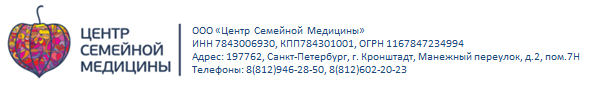 ЦЕНТР
СЕМЕЙНОЙ
МЕДИЦИНЫ
ООО «Центр Семейной Медицины»
ИНН 7843006930, КПП784301001, ОГРН 1167847234994
Адрес: 197762, Санкт-Петербург, г. Кронштадт, Манежный переулок, д.2, пом.7Н
Телефоны: 8(812)946-28-50, 8(812)602-20-23